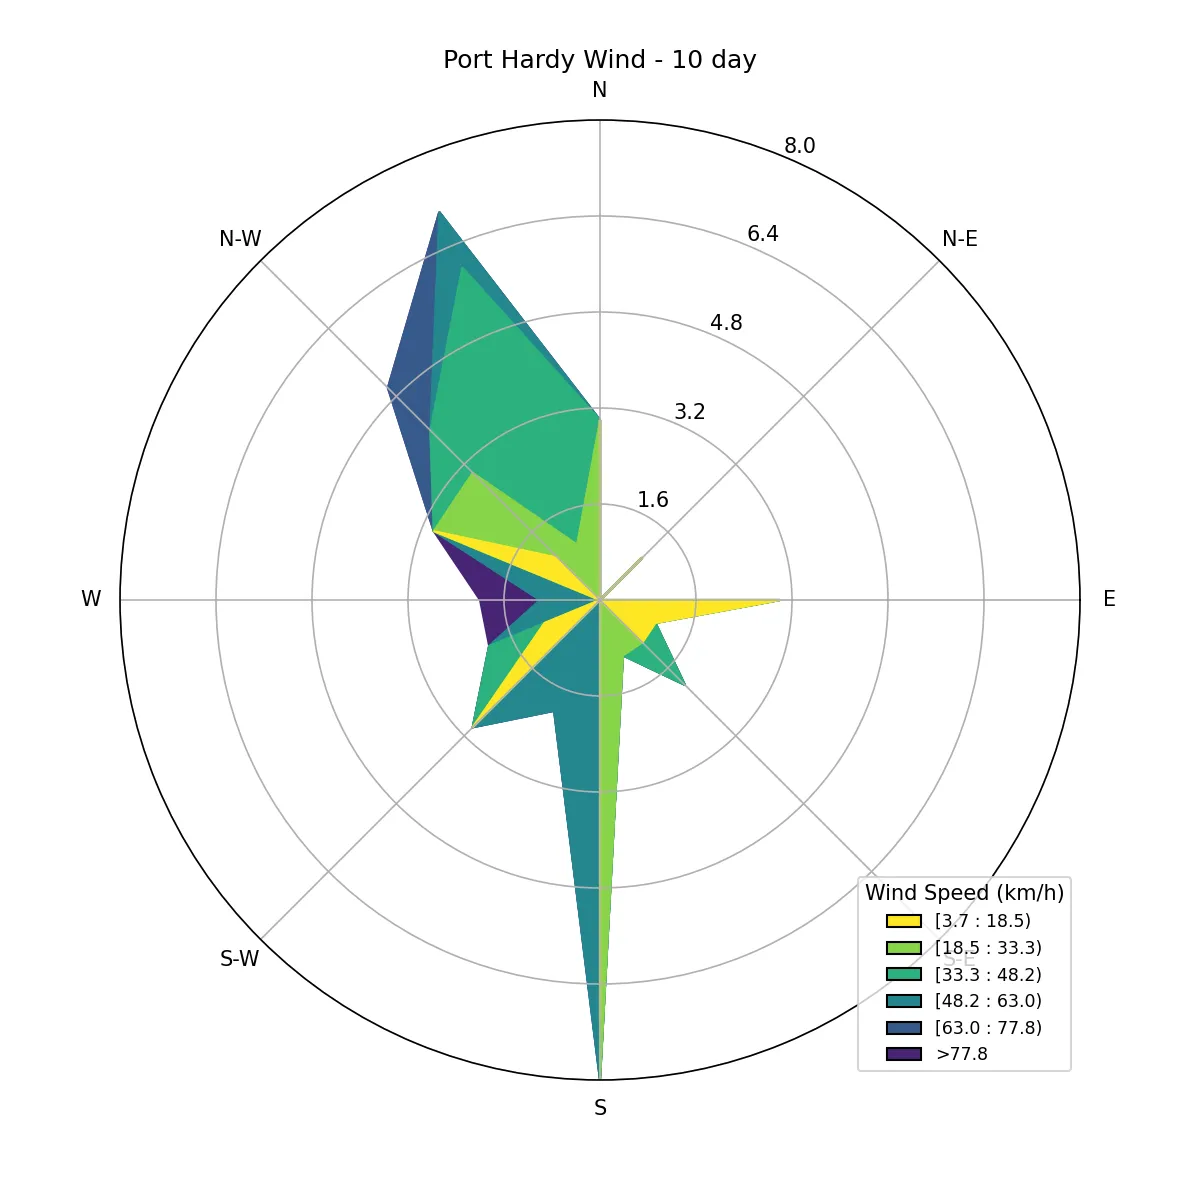 Port Hardy Wind - 10 day
N
8.0
N-W
6.4
N-E
4.8
3.2
1.6
W
E
Wind Speed (km/h)
[3.7 : 18.5)
[18.5 : 33.3)
S-W
S-E
[33.3 : 48.2)
[48.2 : 63.0)
[63.0 : 77.8)
>77.8
S